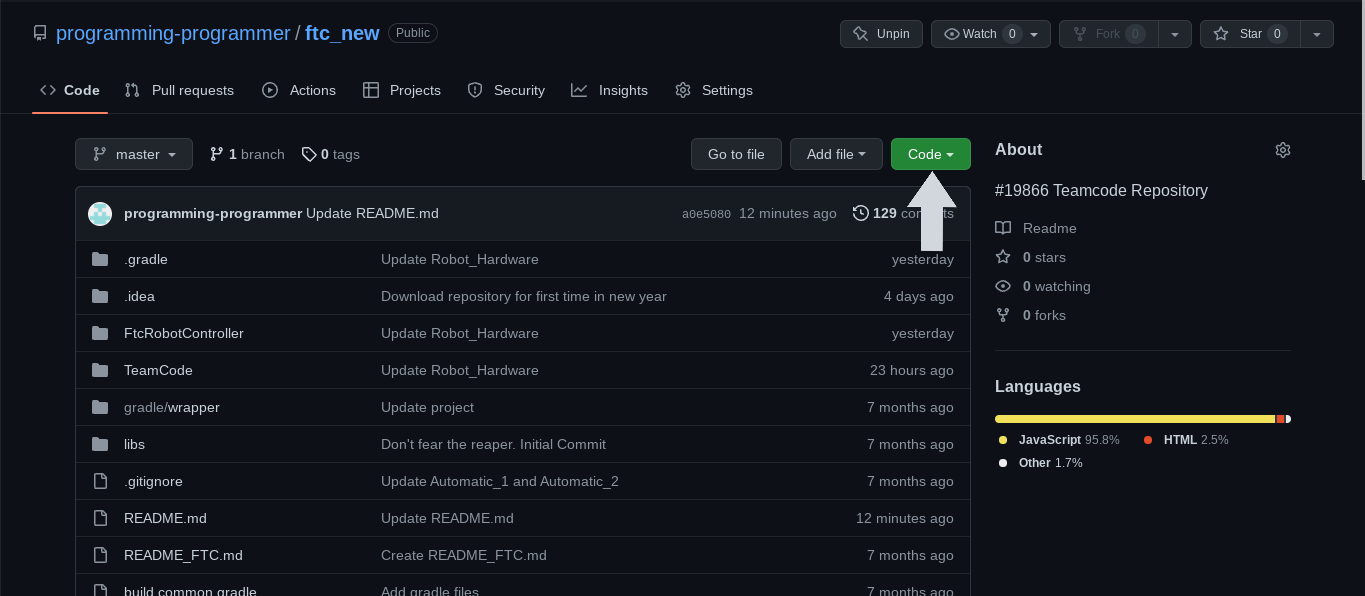 programming-programmer / ftc_new Public
Unpin Watch 0 Fork 0 Star 0
Code Pull requests Actions Projects Security Insights Settings
master 1 branch 0 tags Go to file Add file Code
programming-programmer Update README.md a0e5080 12 minutes ago 129
.gradle Update Robot_Hardware yesterday
.idea Download repository for first time in new year 4 days ago
FtcRobotController Update Robot_Hardware yesterday
TeamCode Update Robot_Hardware 23 hours ago
gradle/wrapper Update project 7 months ago
libs Don't fear the reaper. Initial Commit 7 months ago
.gitignore Update Automatic_1 and Automatic_2 7 months ago
README.md Update README.md 12 minutes ago
README_FTC.md Create README_FTC.md 7 months ago
build.common.gradle Add gradle files 7 months ago
About
#19866 Teamcode Repository
Readme
0 stars
0 watching
0 forks
Languages
JavaScript 95.8% HTML 2.5%
Other 1.7%